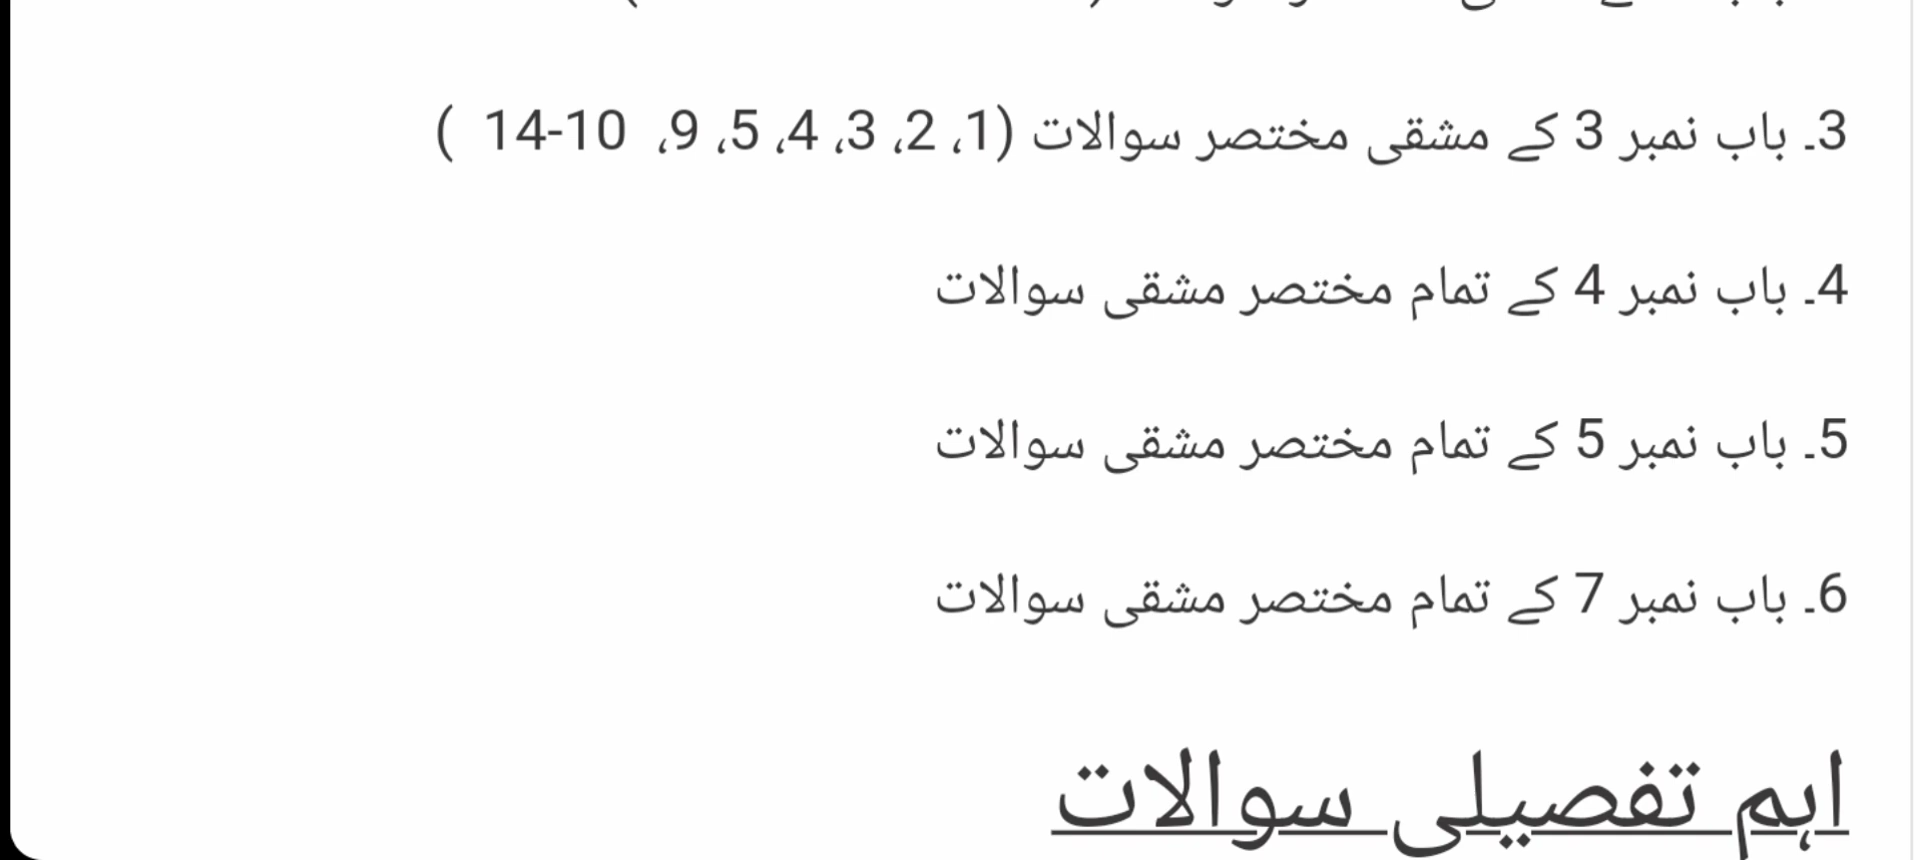 3۔ باب نمبر 3 کے مشقی مختصر سوالات (1، 2، 3، 4، 5، 9،  10-14  )
4۔ باب نمبر 4 کے تمام مختصر مشقی سوالات
5۔ باب نمبر 5 کے تمام مختصر مشقی سوالات
6۔ باب نمبر 7 کے تمام مختصر مشقی سوالات
اہم تفصیلی سوالات